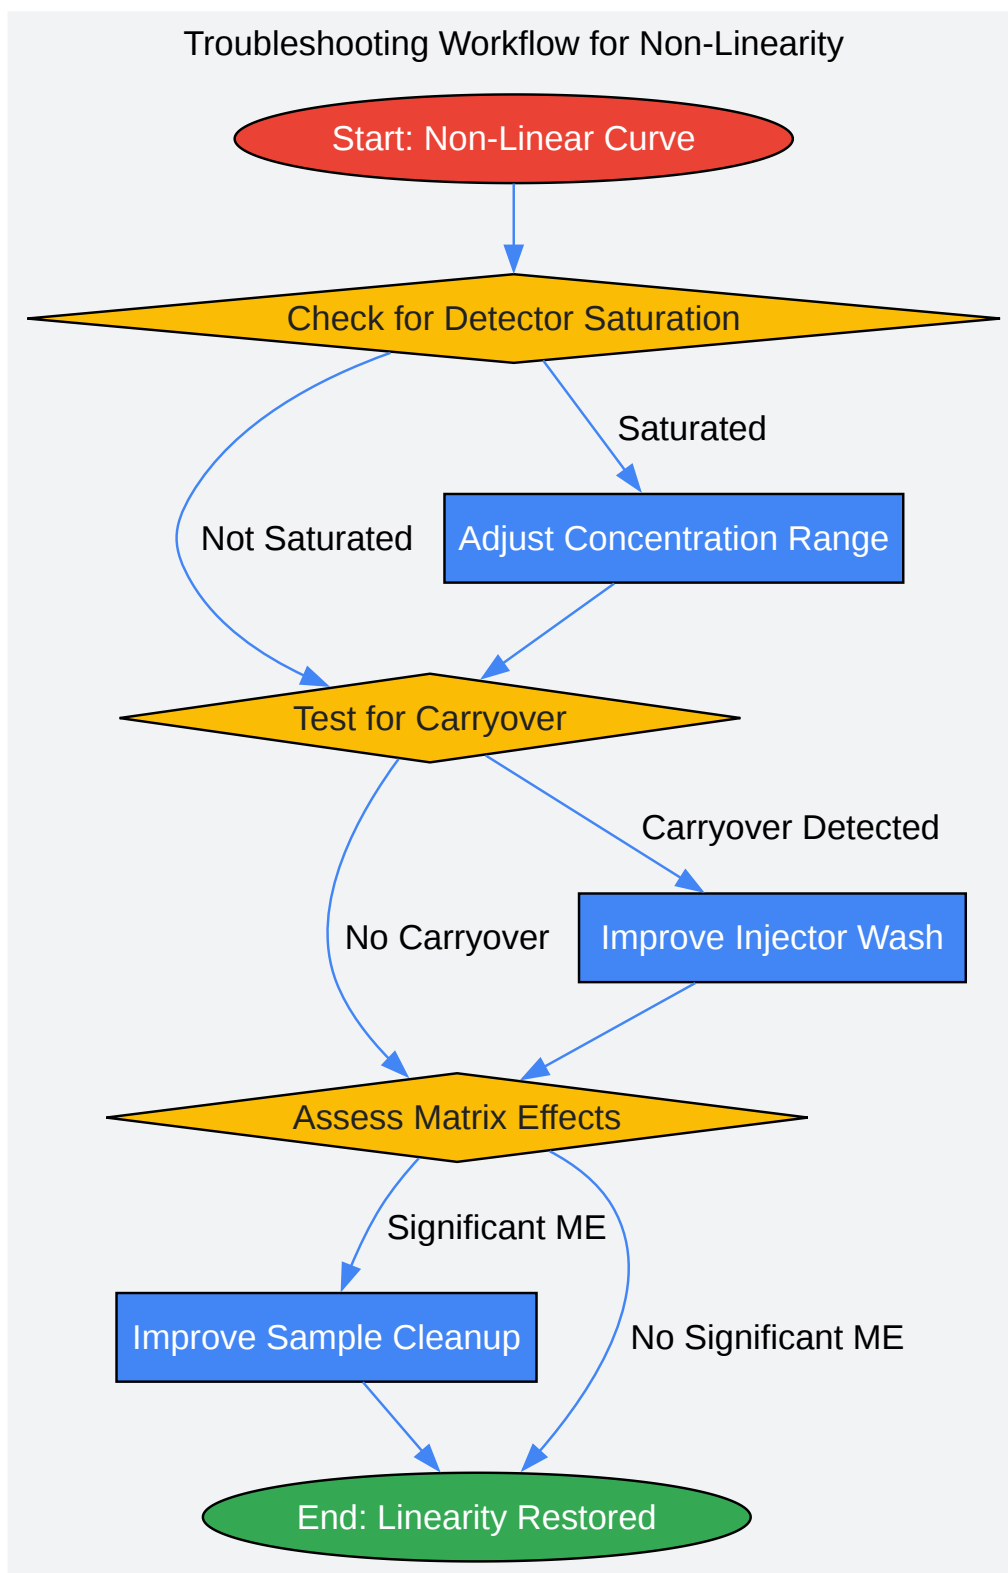 Troubleshooting Workflow for Non-Linearity
Start: Non-Linear Curve
Check for Detector Saturation
Saturated
Not Saturated
Adjust Concentration Range
Test for Carryover
Carryover Detected
No Carryover
Improve Injector Wash
Assess Matrix Effects
Significant ME
Improve Sample Cleanup
No Significant ME
End: Linearity Restored